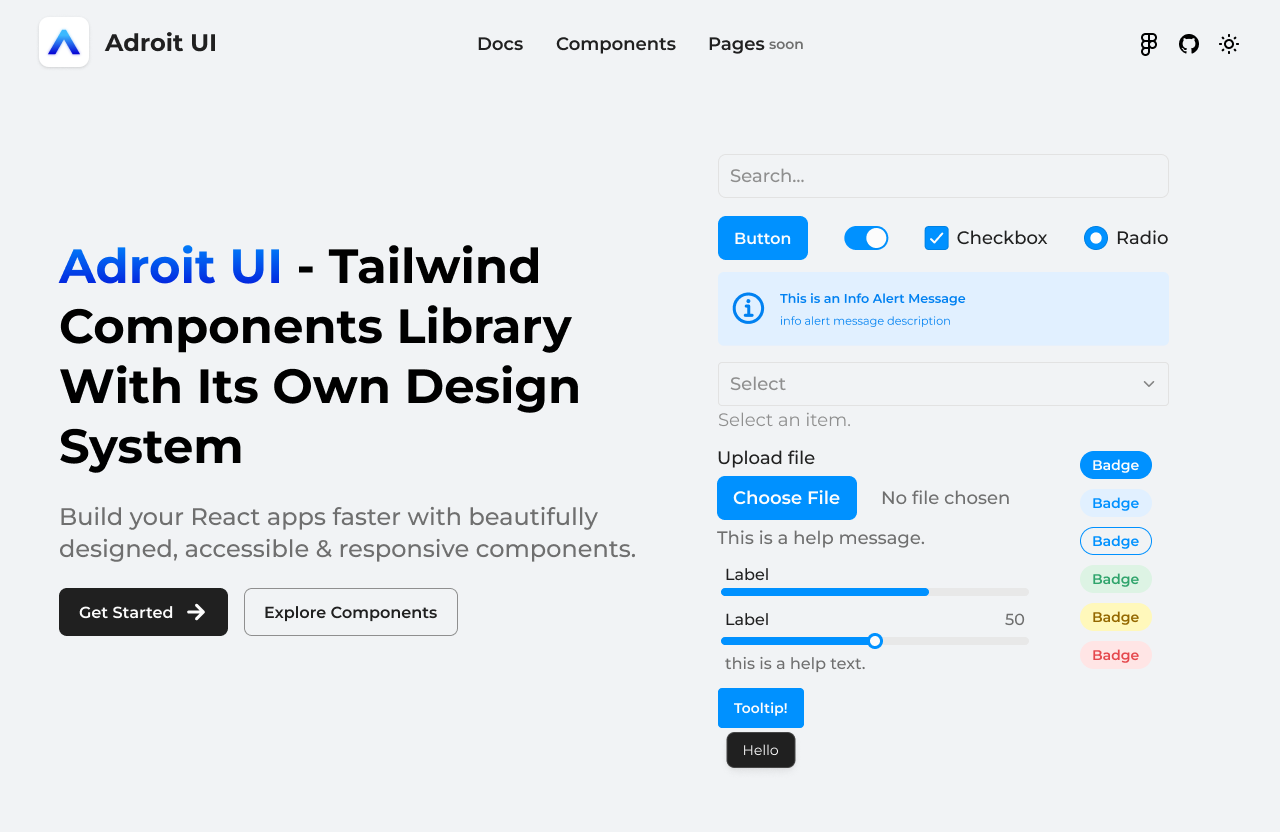 Adroit UI
Docs
Components
Pages soon
Adroit UI - Tailwind
Components Library
With Its Own Design
System
Build your React apps faster with beautifully
designed, accessible & responsive components.
Get Started
Explore Components
Search...
Button
Checkbox
Radio
This is an Info Alert Message
info alert message description
Select
Select an item.
Upload file
Choose File
No file chosen
This is a help message.
Label
Label
50
this is a help text.
Badge
Badge
Badge
Badge
Badge
Badge
Tooltip!
Hello